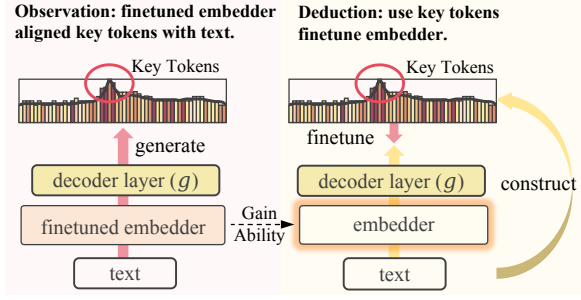 Observation: finetuned embedder
aligned key tokens with text.
Key Tokens
generate
decoder layer (g)
finetuned embedder
text
Gain
Ability
Deduction: use key tokens
finetune embedder.
Key Tokens
finetune
decoder layer (g)
construct
embedder
text